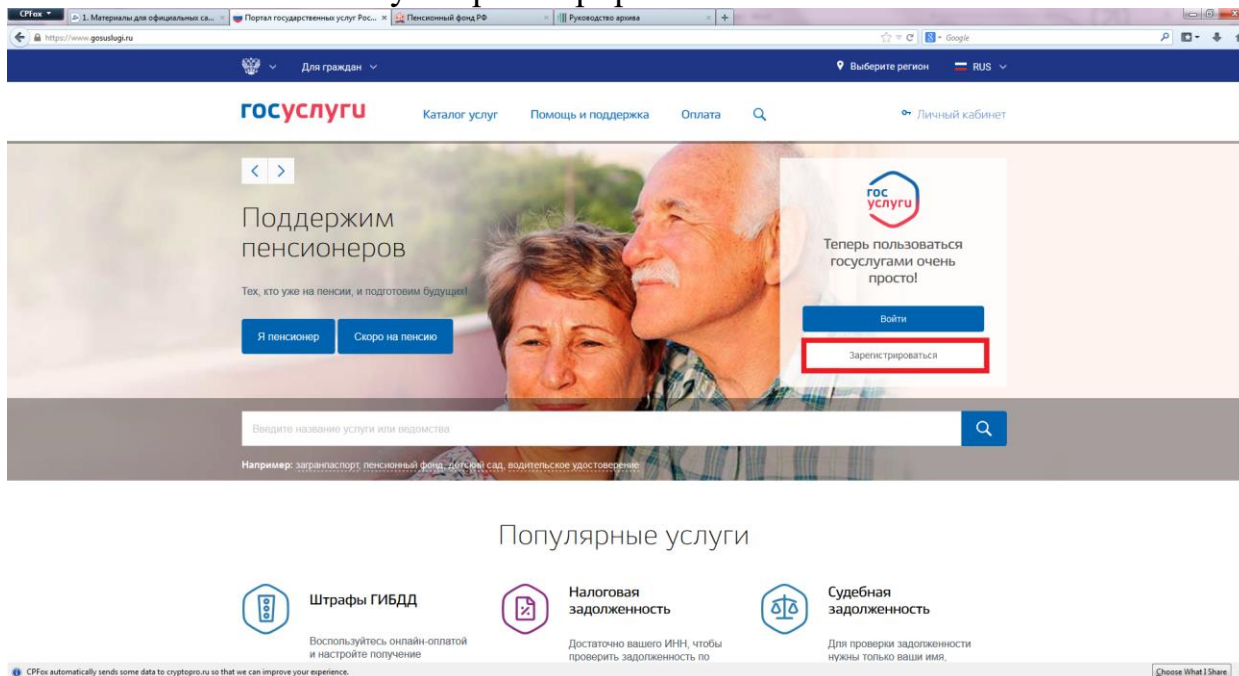 CPFox
1. Материалы для официальных са...
Портал государственных услуг Рос...
Пенсионный фонд РФ
Руководство архива
https://www.gosuslugi.ru
Google
Для граждан
Выберите регион
RUS
госуслуги
Каталог услуг
Помощь и поддержка
Оплата
Личный кабинет
Поддержим
пенсионеров
Тех, кто уже на пенсии, и подготовим будущих!
Я пенсионер
Скоро на пенсию
гос
услуги
Теперь пользоваться
госуслугами очень
просто!
Войти
Зарегистрироваться
Введите название услуги или ведомства
Например: загранпаспорт, пенсионный фонд, детский сад, водительское удостоверение
Популярные услуги
Штрафы ГИБДД
Воспользуйтесь онлайн-оплатой
и настройте получение
Налоговая
задолженность
Достаточно вашего ИНН, чтобы
проверить задолженность по
Судебная
задолженность
Для проверки задолженности
нужны только ваши имя,
CPFox automatically sends some data to cryptopro.ru so that we can improve your experience.
Choose What I Share